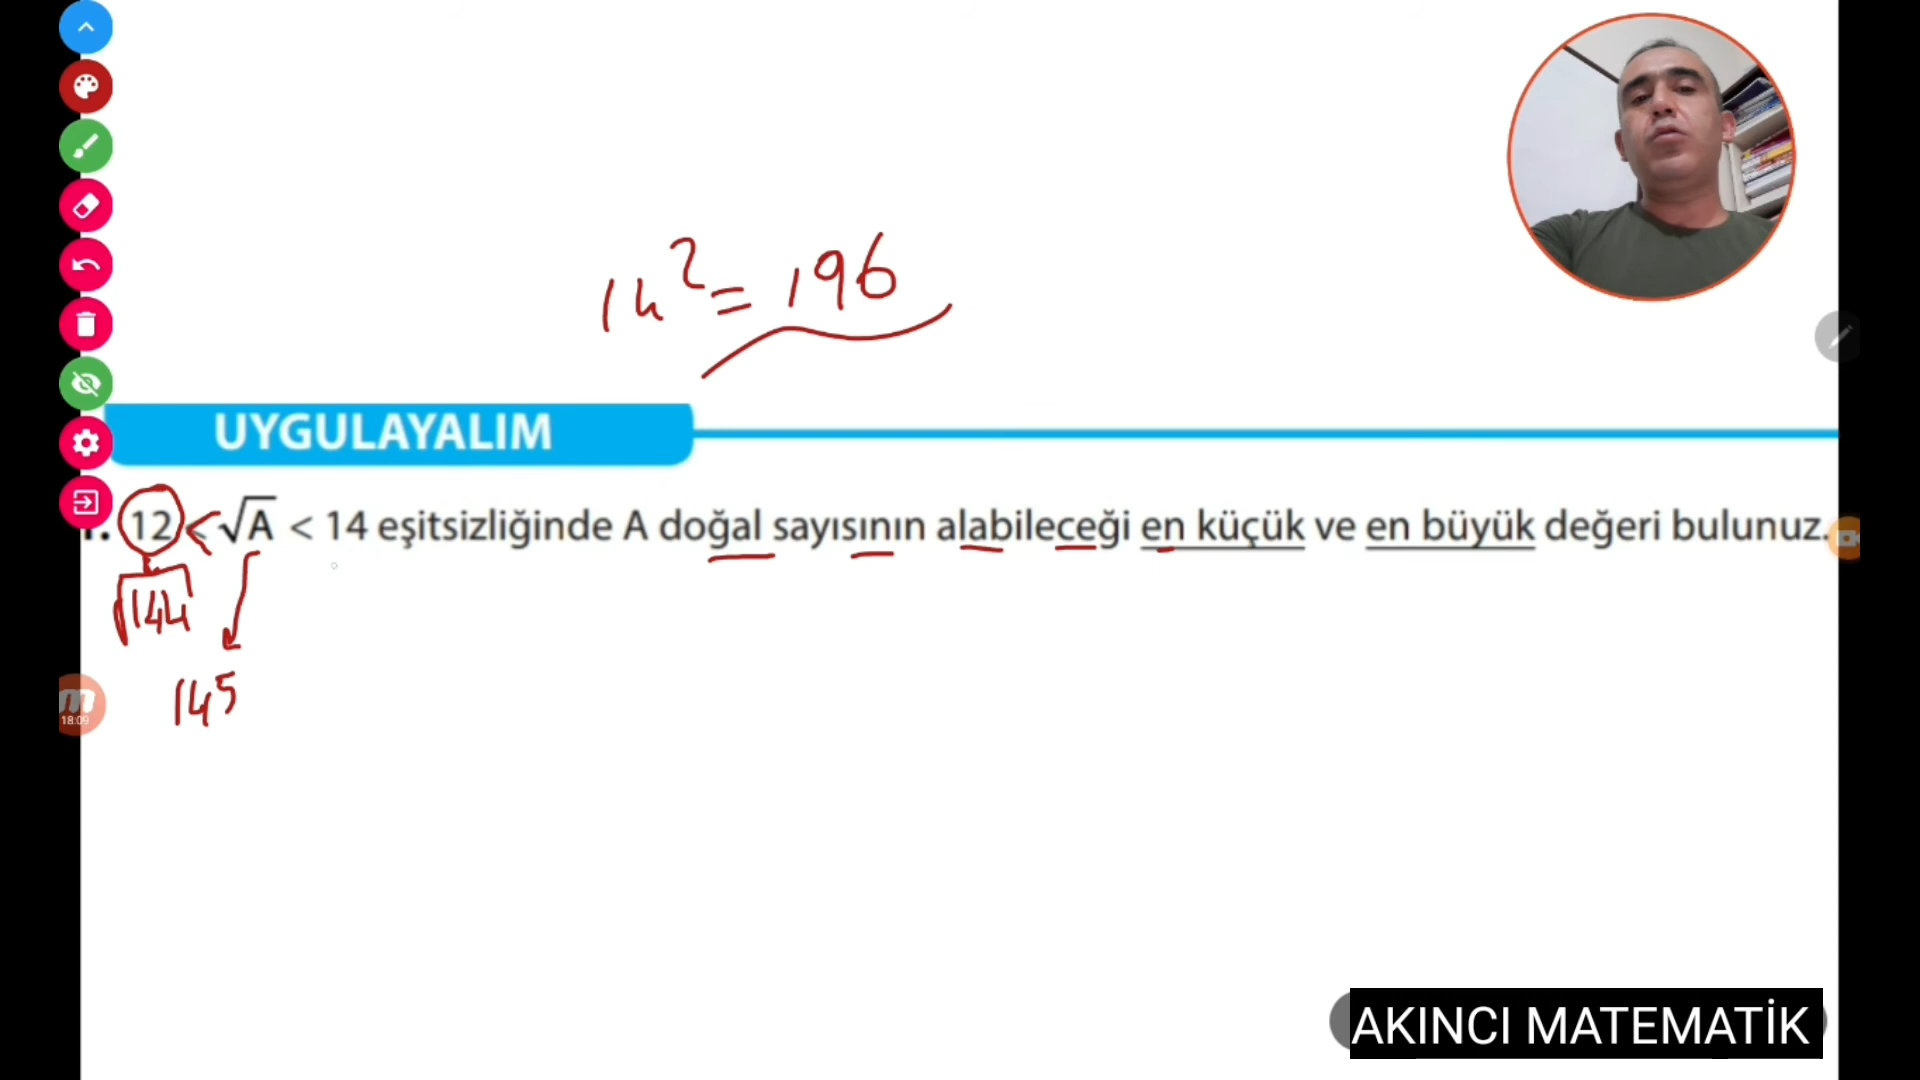 14² = 196
UYGULAYALIM
1. 12 < √A < 14 eşitsizliğinde A doğal sayısının alabileceği en küçük ve en büyük değeri bulunuz.
<
√144
145
m
18:09
AKINCI MATEMATİK